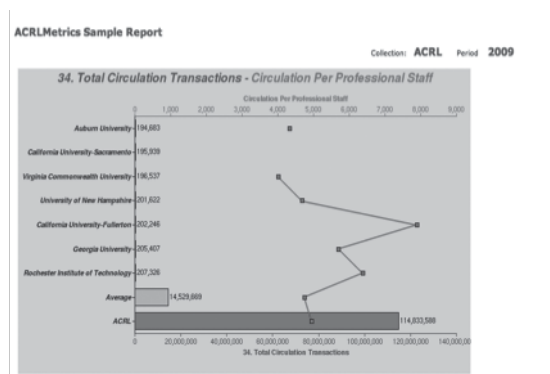 ACRLMetrics Sample Report
Collection: ACRL Period 2009
34. Total Circulation Transactions - Circulation Per Professional Staff
Circulation Per Professional Staff
0 1,000 2,000 3,000 4,000 5,000 6,000 7,000 8,000 9,000
Auburn University 194,683
California University-Sacramento 195,939
Virginia Commonwealth University 196,537
University of New Hampshire 201,622
California University-Fullerton 202,246
Georgia University 205,407
Rochester Institute of Technology 207,326
Average 14,529,869
ACRL 114,833,588
0 20,000,000 40,000,000 60,000,000 80,000,000 100,000,000 120,000,000 140,000,00
34. Total Circulation Transactions